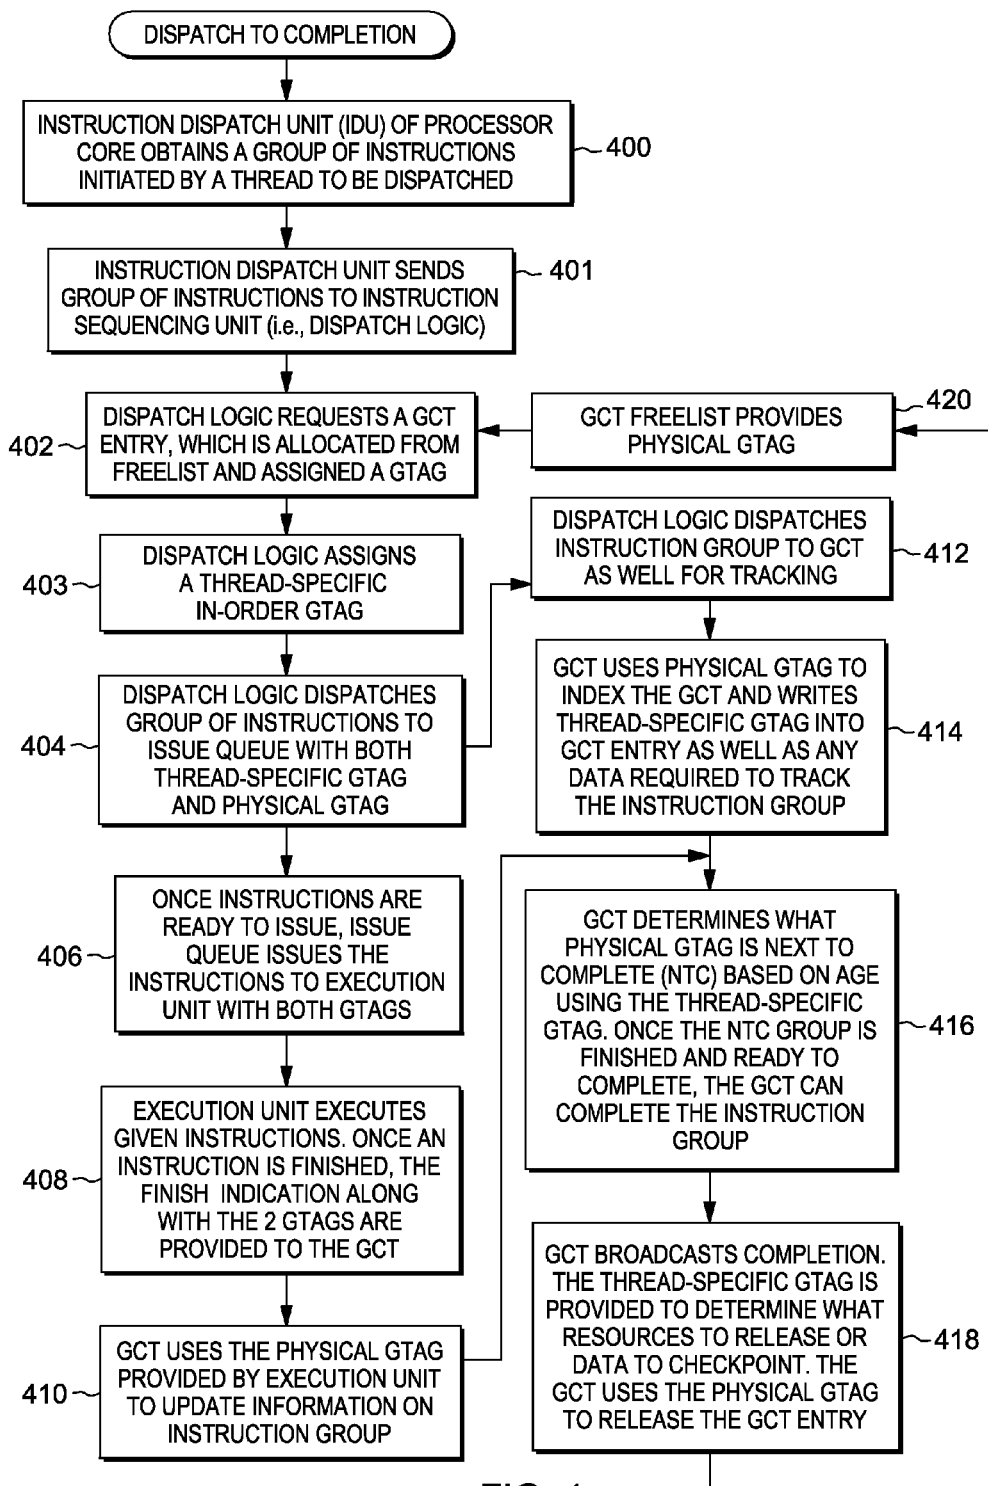 DISPATCH TO COMPLETION
INSTRUCTION DISPATCH UNIT (IDU) OF PROCESSOR
CORE OBTAINS A GROUP OF INSTRUCTIONS
INITIATED BY A THREAD TO BE DISPATCHED
400
INSTRUCTION DISPATCH UNIT SENDS
GROUP OF INSTRUCTIONS TO INSTRUCTION
SEQUENCING UNIT (i.e., DISPATCH LOGIC)
401
DISPATCH LOGIC REQUESTS A GCT
ENTRY, WHICH IS ALLOCATED FROM
FREELIST AND ASSIGNED A GTAG
402
GCT FREELIST PROVIDES
PHYSICAL GTAG
420
DISPATCH LOGIC ASSIGNS
A THREAD-SPECIFIC
IN-ORDER GTAG
403
DISPATCH LOGIC DISPATCHES
GROUP OF INSTRUCTIONS TO
ISSUE QUEUE WITH BOTH
THREAD-SPECIFIC GTAG
AND PHYSICAL GTAG
404
ONCE INSTRUCTIONS ARE
READY TO ISSUE, ISSUE
QUEUE ISSUES THE
INSTRUCTIONS TO EXECUTION
UNIT WITH BOTH GTAGS
406
EXECUTION UNIT EXECUTES
GIVEN INSTRUCTIONS. ONCE AN
INSTRUCTION IS FINISHED, THE
FINISH INDICATION ALONG
WITH THE 2 GTAGS ARE
PROVIDED TO THE GCT
408
GCT USES THE PHYSICAL GTAG
PROVIDED BY EXECUTION UNIT
TO UPDATE INFORMATION ON
INSTRUCTION GROUP
410
DISPATCH LOGIC DISPATCHES
INSTRUCTION GROUP TO GCT
AS WELL FOR TRACKING
412
GCT USES PHYSICAL GTAG TO
INDEX THE GCT AND WRITES
THREAD-SPECIFIC GTAG INTO
GCT ENTRY AS WELL AS ANY
DATA REQUIRED TO TRACK
THE INSTRUCTION GROUP
414
GCT DETERMINES WHAT
PHYSICAL GTAG IS NEXT TO
COMPLETE (NTC) BASED ON AGE
USING THE THREAD-SPECIFIC
GTAG. ONCE THE NTC GROUP IS
FINISHED AND READY TO
COMPLETE, THE GCT CAN
COMPLETE THE INSTRUCTION
GROUP
416
GCT BROADCASTS COMPLETION.
THE THREAD-SPECIFIC GTAG IS
PROVIDED TO DETERMINE WHAT
RESOURCES TO RELEASE OR
DATA TO CHECKPOINT. THE
GCT USES THE PHYSICAL GTAG
TO RELEASE THE GCT ENTRY
418